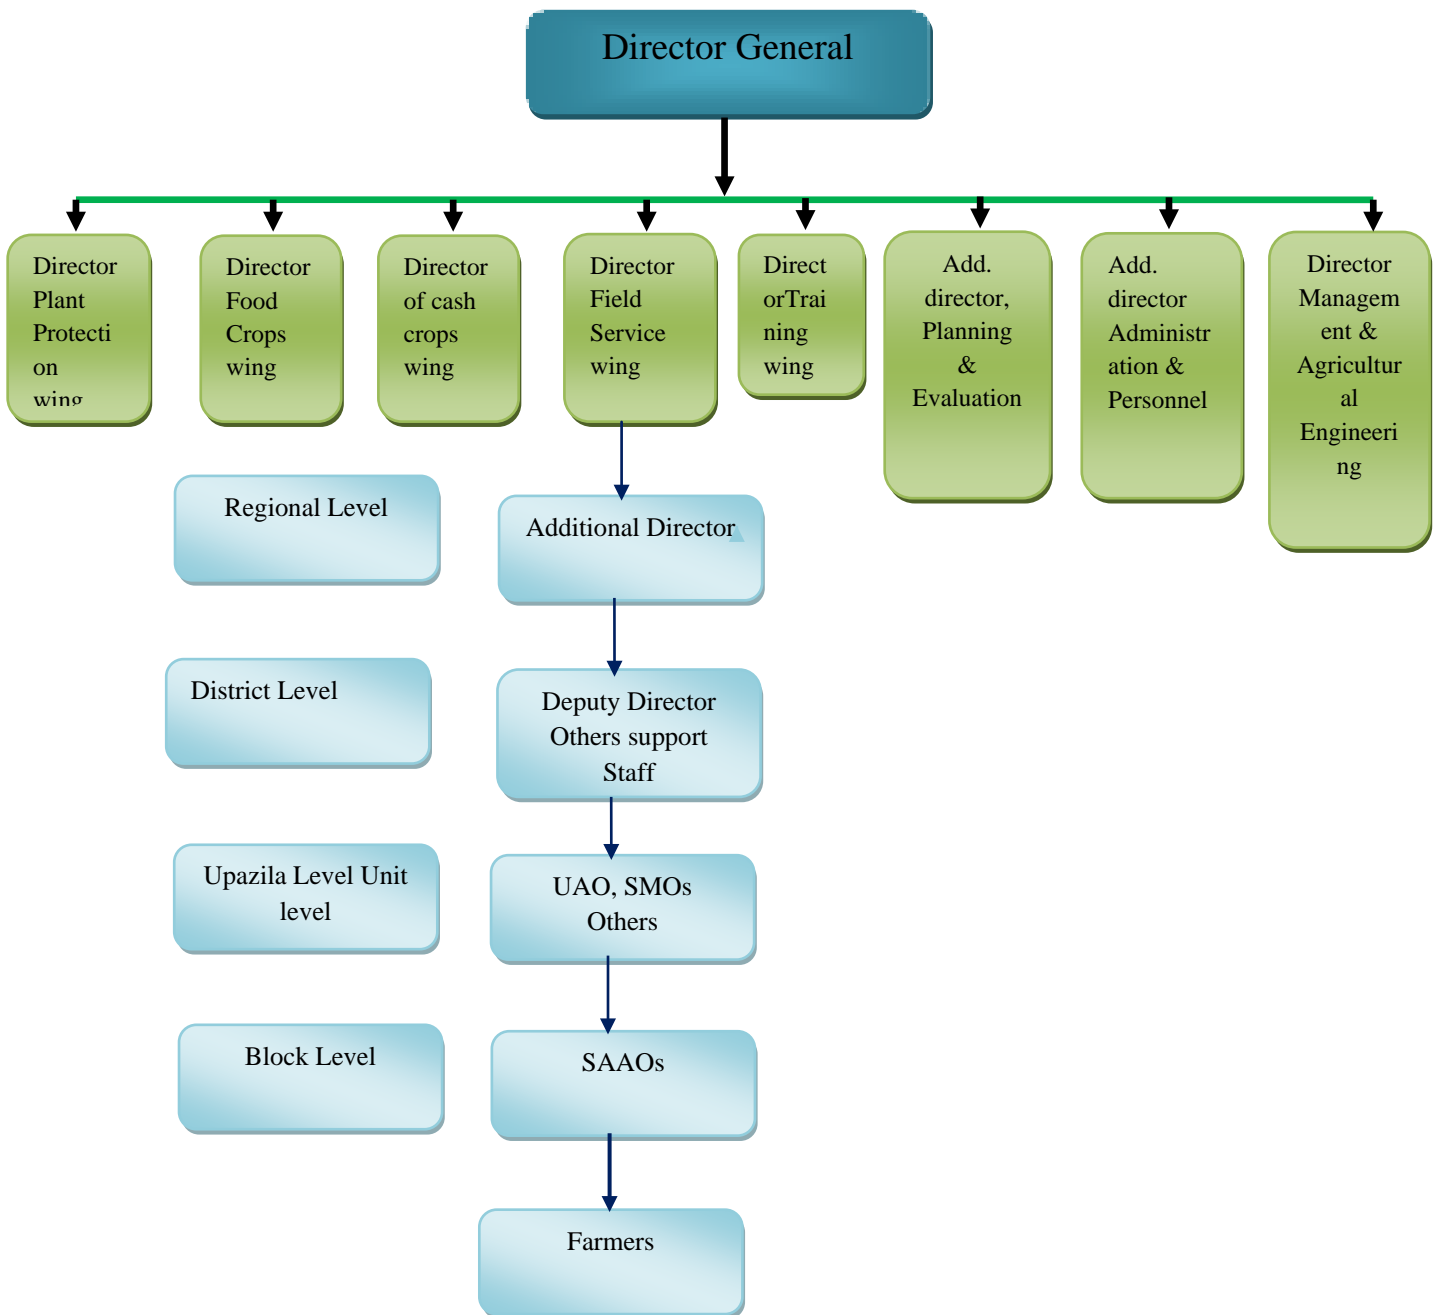 Director General
Director
Plant
Protecti
on
wing
Director
Food
Crops
wing
Director
of cash
crops
wing
Director
Field
Service
wing
Direct
orTrai
ning
wing
Add.
director,
Planning
&
Evaluation
Add.
director
Administr
ation &
Personnel
Director
Managem
ent &
Agricultur
al
Engineeri
ng
Regional Level
Additional Director
District Level
Deputy Director
Others support
Staff
Upazila Level Unit
level
UAO, SMOs
Others
Block Level
SAAOs
Farmers